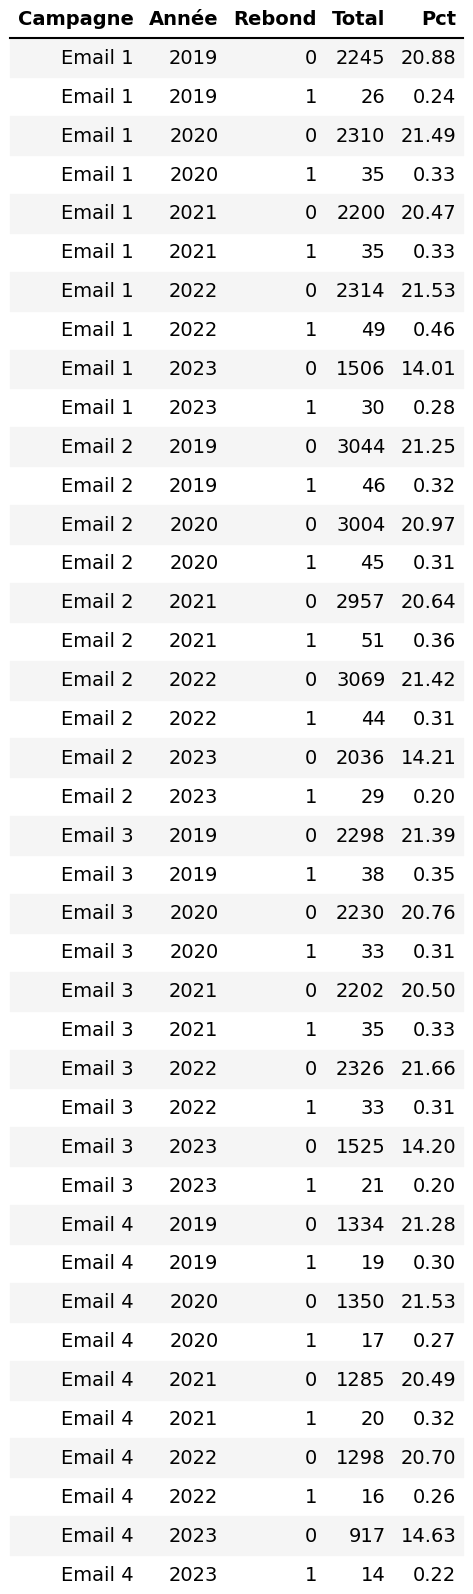 Campagne Année Rebond Total Pct
Email 1 2019 0 2245 20.88
Email 1 2019 1 26 0.24
Email 1 2020 0 2310 21.49
Email 1 2020 1 35 0.33
Email 1 2021 0 2200 20.47
Email 1 2021 1 35 0.33
Email 1 2022 0 2314 21.53
Email 1 2022 1 49 0.46
Email 1 2023 0 1506 14.01
Email 1 2023 1 30 0.28
Email 2 2019 0 3044 21.25
Email 2 2019 1 46 0.32
Email 2 2020 0 3004 20.97
Email 2 2020 1 45 0.31
Email 2 2021 0 2957 20.64
Email 2 2021 1 51 0.36
Email 2 2022 0 3069 21.42
Email 2 2022 1 44 0.31
Email 2 2023 0 2036 14.21
Email 2 2023 1 29 0.20
Email 3 2019 0 2298 21.39
Email 3 2019 1 38 0.35
Email 3 2020 0 2230 20.76
Email 3 2020 1 33 0.31
Email 3 2021 0 2202 20.50
Email 3 2021 1 35 0.33
Email 3 2022 0 2326 21.66
Email 3 2022 1 33 0.31
Email 3 2023 0 1525 14.20
Email 3 2023 1 21 0.20
Email 4 2019 0 1334 21.28
Email 4 2019 1 19 0.30
Email 4 2020 0 1350 21.53
Email 4 2020 1 17 0.27
Email 4 2021 0 1285 20.49
Email 4 2021 1 20 0.32
Email 4 2022 0 1298 20.70
Email 4 2022 1 16 0.26
Email 4 2023 0 917 14.63
Email 4 2023 1 14 0.22